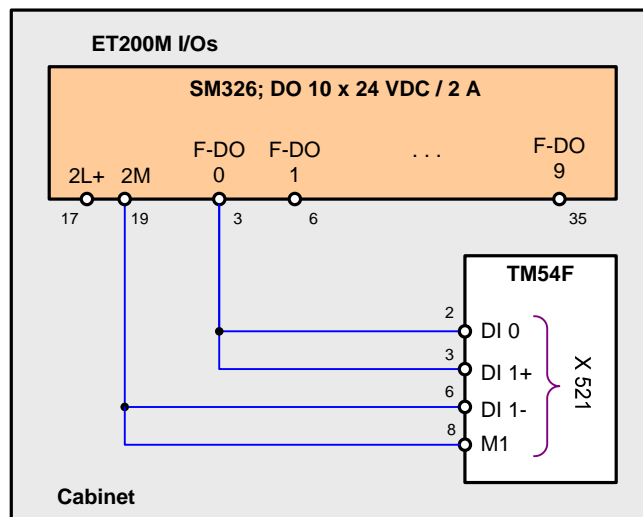 ET200M I/Os
SM326; DO 10 x 24 VDC / 2 A
F-DO F-DO . . . F-DO
2L+ 2M 0 1 9
17 19 3 6 35
TM54F
2 DI 0
3 DI 1+
6 DI 1-
8 M1
X 521
Cabinet